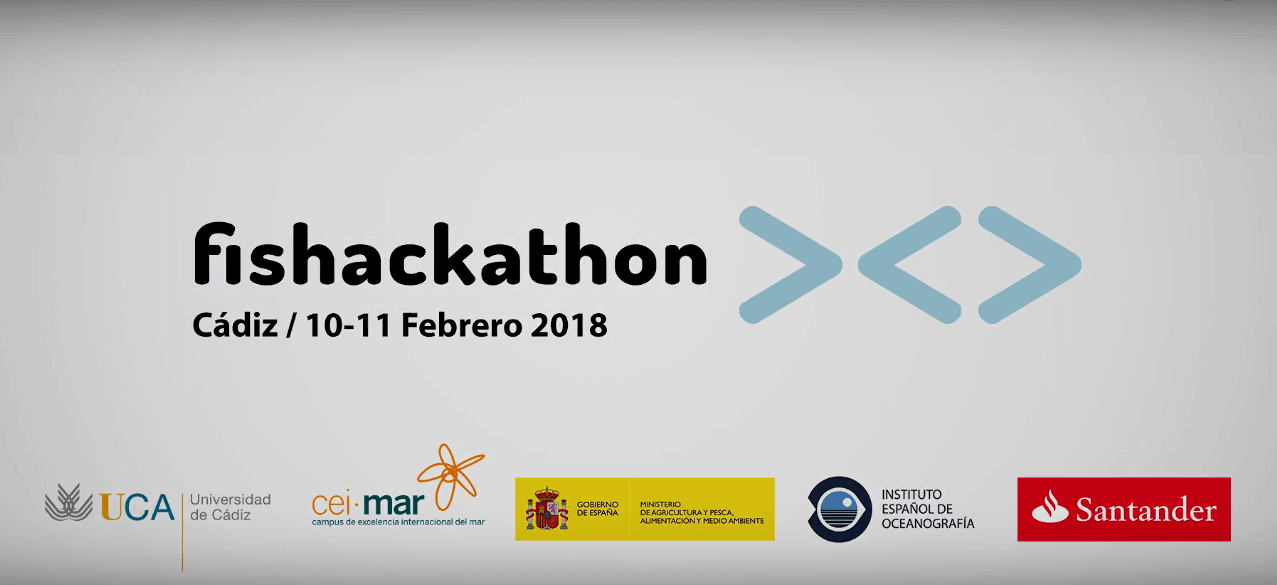 fishackathon
Cádiz / 10-11 Febrero 2018
UCA
Universidad
de Cádiz
cei·mar
campus de excelencia internacional del mar
GOBIERNO
DE ESPAÑA
MINISTERIO
DE AGRICULTURA Y PESCA,
ALIMENTACIÓN Y MEDIO AMBIENTE
INSTITUTO
ESPAÑOL DE
OCEANOGRAFÍA
Santander